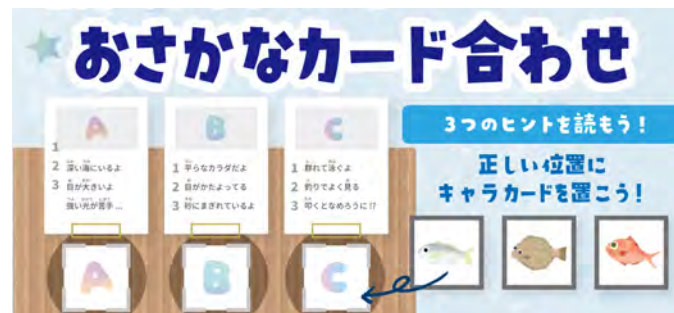 おさかなカード合わせ
A
1
2 深い海にいるよ
3 目が大きいよ
強い光が苦手…
B
1 平らなカラダだよ
2 目がかたよってる
3 砂にまぎれているよ
C
1 群れて泳ぐよ
2 釣りでよく見る
3 叩くとなめろうに!?
3つのヒントを読もう!
正しい位置に
キャラカードを置こう!
A
B
C